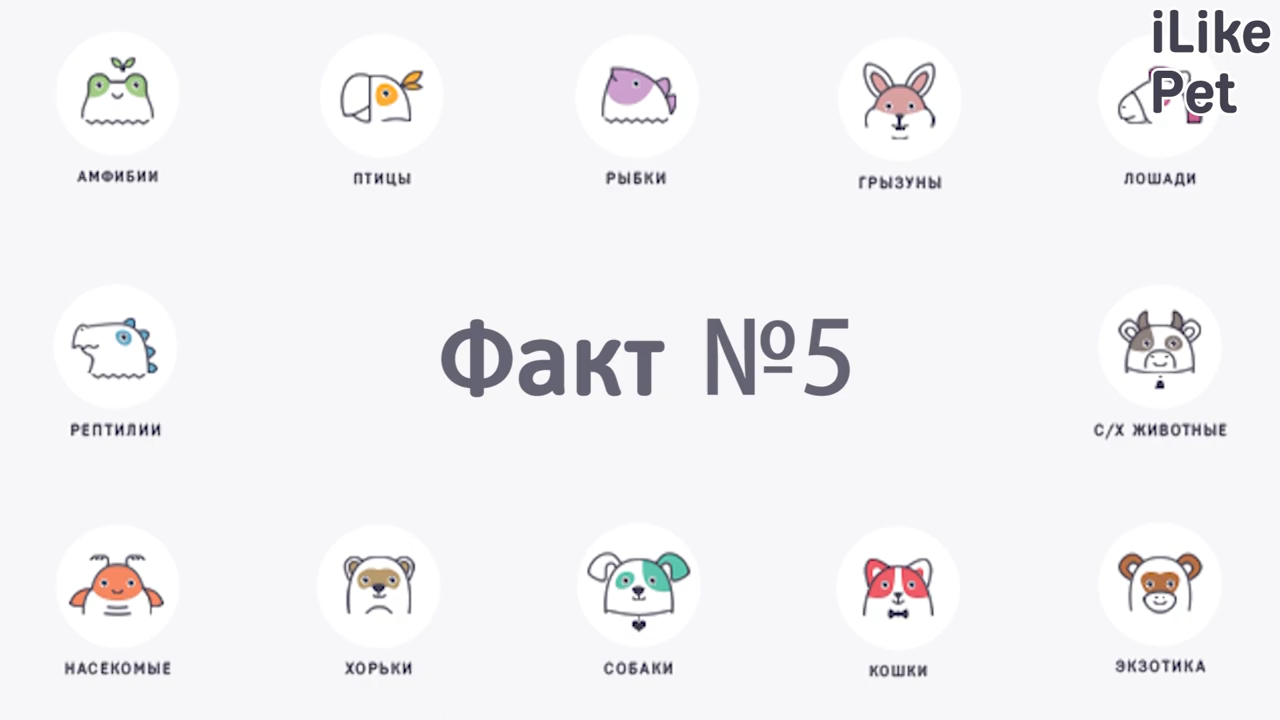 iLike
Pet
АМФИБИИ
ПТИЦЫ
РЫБКИ
ГРЫЗУНЫ
ЛОШАДИ
Факт №5
РЕПТИЛИИ
С/Х ЖИВОТНЫЕ
НАСЕКОМЫЕ
ХОРЬКИ
СОБАКИ
КОШКИ
ЭКЗОТИКА